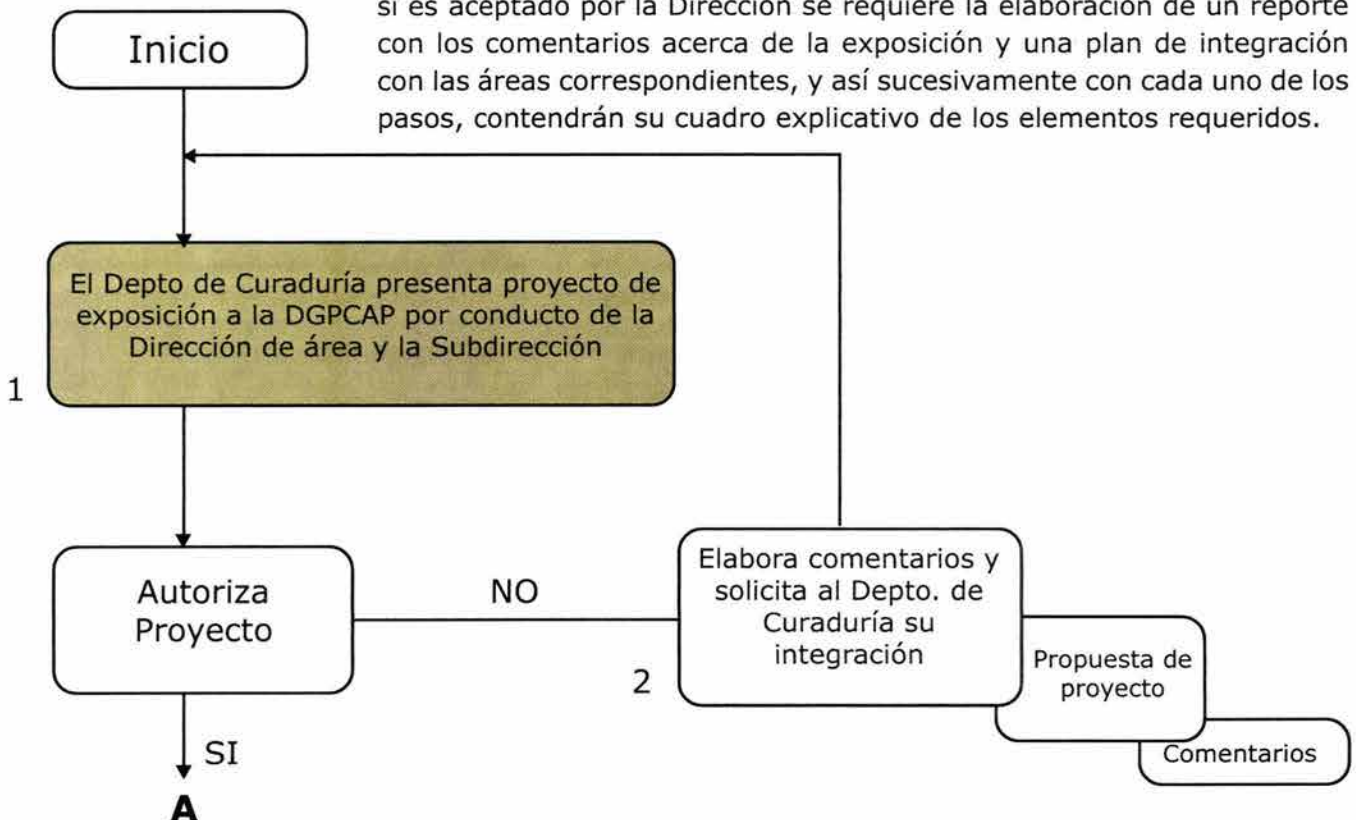 si es aceptado por la Dirección se requiere la elaboración de un reporte
con los comentarios acerca de la exposición y una plan de integración
con las áreas correspondientes, y así sucesivamente con cada uno de los
pasos, contendrán su cuadro explicativo de los elementos requeridos.
Inicio
El Depto de Curaduría presenta proyecto de
exposición a la DGPCAP por conducto de la
Dirección de área y la Subdirección
1
Autoriza
Proyecto
NO
Elabora comentarios y
solicita al Depto. de
Curaduría su
integración
2
Propuesta de
proyecto
Comentarios
SI
A